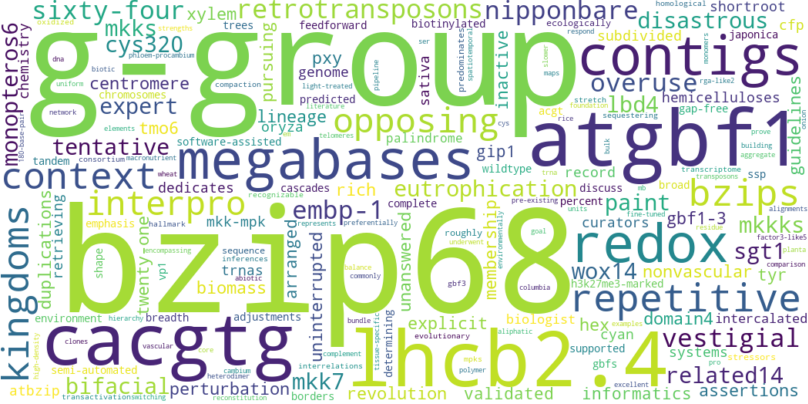 sixty-four
xylem
retrotransposons
nipponbare
trees
feedforward
biotinylated
ecologically
homological
shortroot
oxidized
strengths
mkks
disastrous
cfp
cys320
pursuing
g-group
contigs
subdivided
japonica
monopteros6
chemistry
dna
biotic
phloem-procambium
ser
predominates
spatiotemporal
slower
respond
monomers
rga-like2
guidelines
centromere
pxy
genome
light-treated
pipeline
sativa
inactive
maps
overuse
uniform
compaction
chromosomes
expert
predicted
literature
opposing
foundation
lbd4
hemicelluloses
network
elements
tmo6
lineage
oryza
cys
acgt
stretch
gap-free
tentative
software-assisted
telomeres
palindrome
gip1
rice
sequestering
prove
180-base-pair
tandem
consortium
macronutrient
megabases
wildtype
bulk
building
aggregate
atgbf1
context
wheat
dedicates
cascades
rich
record
trna
transcriptome
transposons
kingdoms
duplications
retrieving
interpro
hallmark
recognizable
mkk-mpk
embp-1
complete
eutrophication
percent
discuss
broad
ssp
bzips
paint
emphasis
represents
preferentially
commonly
unanswered
roughly
encompassing
membership
pre-existing
fine-tuned
residue
curators
gbf1-3
mkkks
alignments
shape
twenty-one
sequence
inferences
arranged
uninterrupted
underwent
environmentally
goal
redox
sgt1
tyr
factor3-like5
planta
comparison
vp1
trnas
abiotic
balance
bzip68
gbf3
wox14
nonvascular
units
environment
breadth
biomass
h3k27me3-marked
domain4
intercalated
cacgtg
hierarchy
adjustments
bundle
columbia
repetitive
explicit
hex
vestigial
high-density
clones
vascular
core
tissue-specific
complement
determining
lhcb2.4
biologist
cyan
bifacial
perturbation
evolutionary
aliphatic
gbfs
supported
systems
stressors
semi-automated
cambium
interrelations
mpks
examples
related14
atbzip
heterodimer
mkk7
polymer
validated
pro
reconstitution
borders
revolution
excellent
informatics
assertions